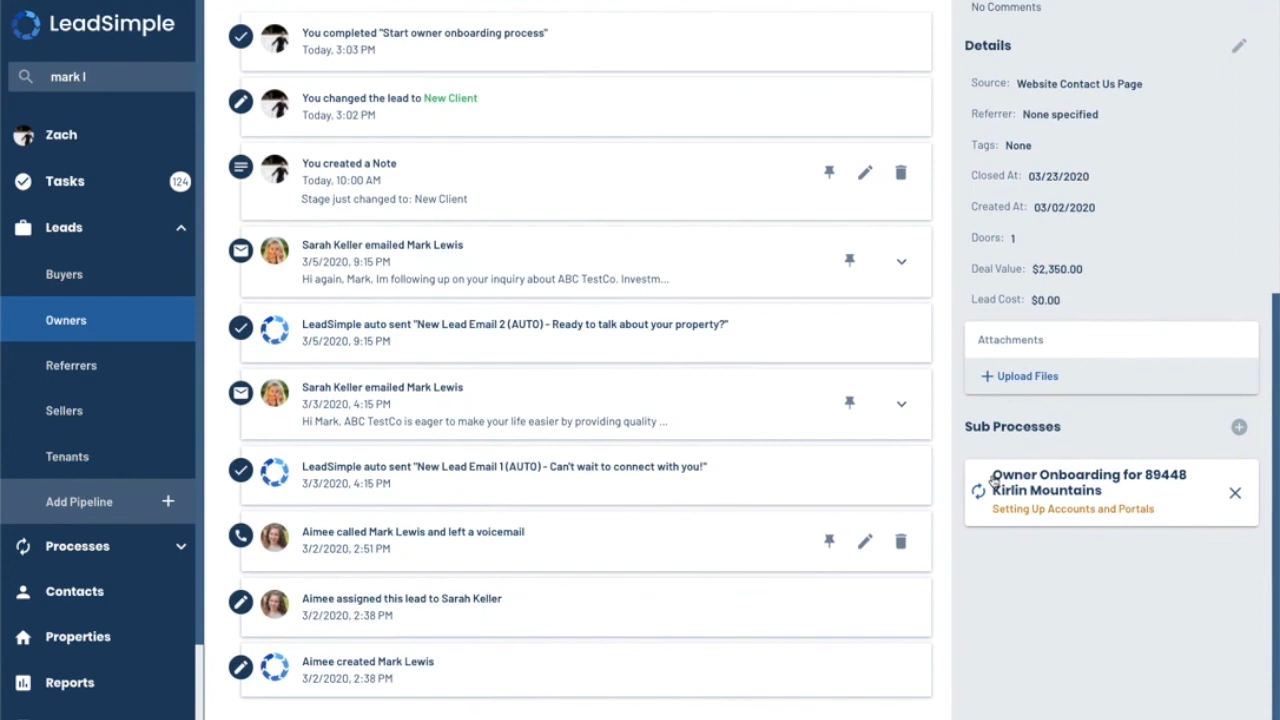 LeadSimple
mark l
Zach
Tasks
124
Leads
Buyers
Owners
Referrers
Sellers
Tenants
Add Pipeline
Processes
Contacts
Properties
Reports
You completed "Start owner onboarding process"
Today, 3:03 PM
You changed the lead to New Client
Today, 3:02 PM
You created a Note
Today, 10:00 AM
Stage just changed to: New Client
Sarah Keller emailed Mark Lewis
3/5/2020, 9:15 PM
Hi again, Mark, Im following up on your inquiry about ABC TestCo. Investm...
LeadSimple auto sent "New Lead Email 2 (AUTO) - Ready to talk about your property?"
3/5/2020, 9:15 PM
Sarah Keller emailed Mark Lewis
3/3/2020, 4:15 PM
Hi Mark, ABC TestCo is eager to make your life easier by providing quality ...
LeadSimple auto sent "New Lead Email 1 (AUTO) - Can't wait to connect with you!"
3/3/2020, 4:15 PM
Aimee called Mark Lewis and left a voicemail
3/2/2020, 2:51 PM
Aimee assigned this lead to Sarah Keller
3/2/2020, 2:38 PM
Aimee created Mark Lewis
3/2/2020, 2:38 PM
No Comments
Details
Source: Website Contact Us Page
Referrer: None specified
Tags: None
Closed At: 03/23/2020
Created At: 03/02/2020
Doors: 1
Deal Value: $2,350.00
Lead Cost: $0.00
Attachments
+ Upload Files
Sub Processes
Owner Onboarding for 89448
Kirlin Mountains
Setting Up Accounts and Portals